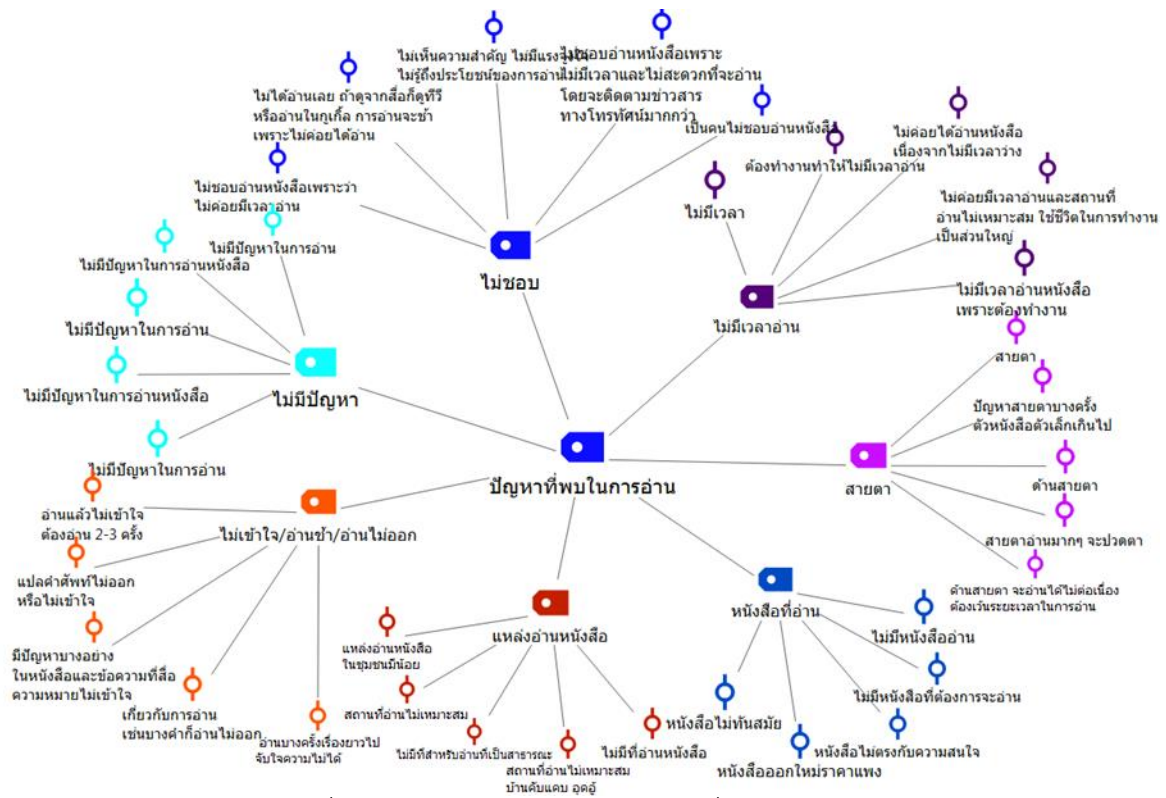 ไม่เห็นความสำคัญ ไม่มีแรงจูงใจ
ไม่รู้ถึงประโยชน์ของการอ่าน
ไม่ชอบอ่านหนังสือเพราะ
ไม่มีเวลาและไม่สะดวกที่จะอ่าน
โดยจะติดตามข่าวสาร
ทางโทรทัศน์มากกว่า
ไม่ได้อ่านเลย ถ้าดูจากสื่อก็ดูทีวี
หรืออ่านในกูเกิ้ล การอ่านจะช้า
เพราะไม่ค่อยได้อ่าน
เป็นคนไม่ชอบอ่านหนังสือ
ไม่ชอบอ่านหนังสือเพราะว่า
ไม่ค่อยมีเวลาอ่าน
ไม่ชอบ
ไม่ค่อยได้อ่านหนังสือ
เนื่องจากไม่มีเวลาว่าง
ต้องทำงานทำให้ไม่มีเวลาอ่าน
ไม่มีเวลา
ไม่ค่อยมีเวลาอ่านและสถานที่
อ่านไม่เหมาะสม ใช้ชีวิตในการทำงาน
เป็นส่วนใหญ่
ไม่มีเวลาอ่านหนังสือ
เพราะต้องทำงาน
ไม่มีเวลาอ่าน
ไม่มีปัญหาในการอ่าน
ไม่มีปัญหาในการอ่านหนังสือ
ไม่มีปัญหาในการอ่าน
ไม่มีปัญหาในการอ่านหนังสือ
ไม่มีปัญหาในการอ่าน
ไม่มีปัญหา
ปัญหาที่พบในการอ่าน
สายตา
ปัญหาสายตาบางครั้ง
ตัวหนังสือตัวเล็กเกินไป
ด้านสายตา
สายตาอ่านมากๆ จะปวดตา
ด้านสายตา จะอ่านได้ไม่ต่อเนื่อง
ต้องเว้นระยะเวลาในการอ่าน
สายตา
ไม่เข้าใจ/อ่านช้า/อ่านไม่ออก
อ่านแล้วไม่เข้าใจ
ต้องอ่าน 2-3 ครั้ง
แปลคำศัพท์ไม่ออก
หรือไม่เข้าใจ
มีปัญหาบางอย่าง
ในหนังสือและข้อความที่สื่อ
ความหมายไม่เข้าใจ
เกี่ยวกับการอ่าน
เช่นบางคำก็อ่านไม่ออก
อ่านบางครั้งเรื่องยาวไป
จับใจความไม่ได้
แหล่งอ่านหนังสือ
แหล่งอ่านหนังสือ
ในชุมชนมีน้อย
สถานที่อ่านไม่เหมาะสม
ไม่มีที่สำหรับอ่านที่เป็นสาธารณะ
สถานที่อ่านไม่เหมาะสม
บ้านคับแคบ อุดอู้
ไม่มีที่อ่านหนังสือ
หนังสือที่อ่าน
ไม่มีหนังสืออ่าน
ไม่มีหนังสือที่ต้องการจะอ่าน
หนังสือไม่ตรงกับความสนใจ
หนังสือออกใหม่ราคาแพง
หนังสือไม่ทันสมัย